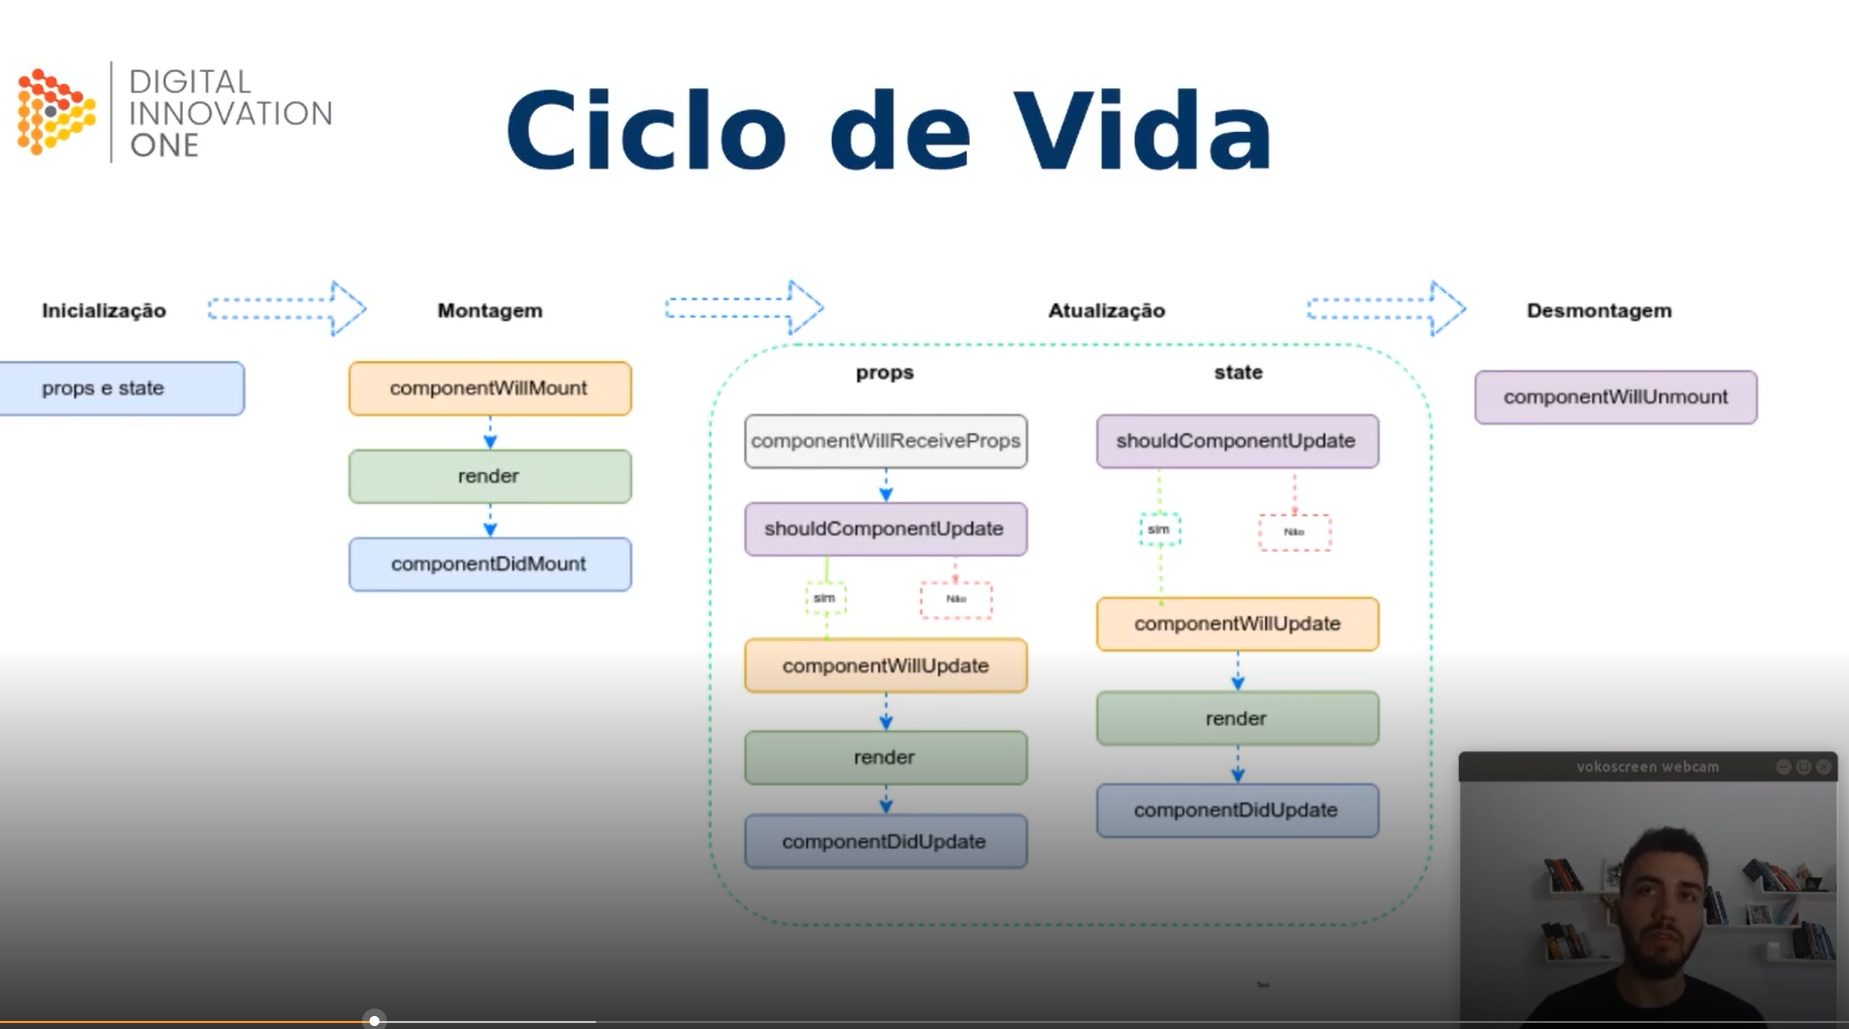 DIGITAL
INNOVATION
ONE
Ciclo de Vida
Inicialização
Montagem
Atualização
Desmontagem
props e state
componentWillMount
render
componentDidMount
props
componentWillReceiveProps
shouldComponentUpdate
sim
Não
componentWillUpdate
render
componentDidUpdate
state
shouldComponentUpdate
sim
Não
componentWillUpdate
render
componentDidUpdate
componentWillUnmount
vokoscreen webcam